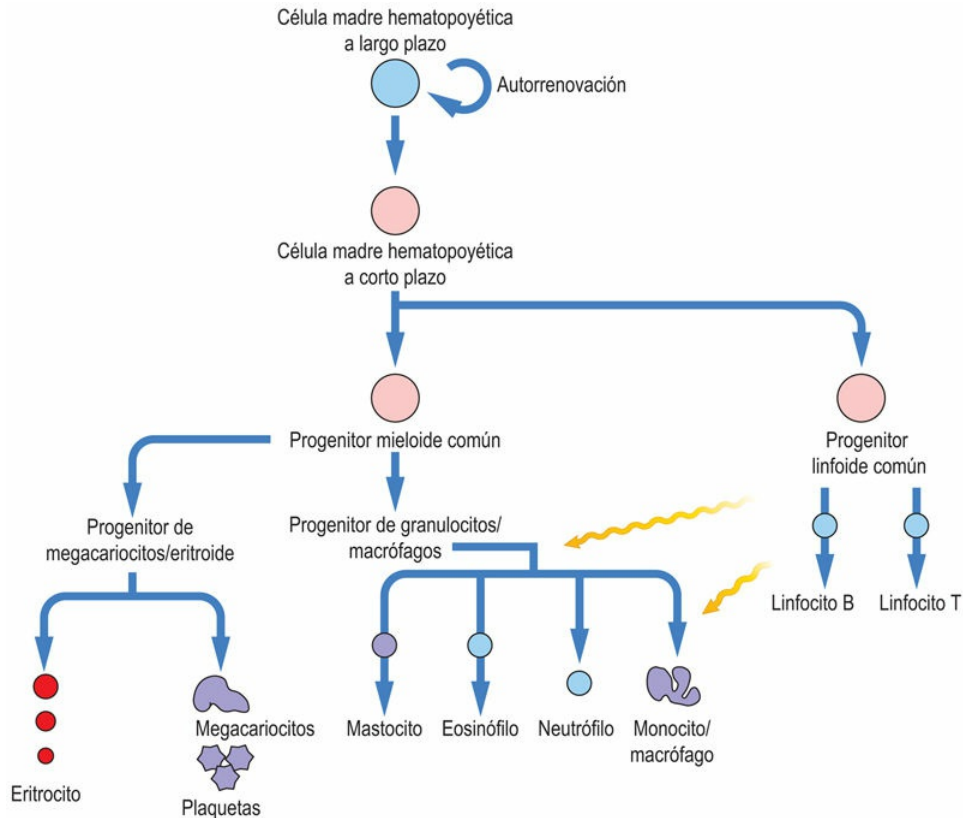 Célula madre hematopoyética
a largo plazo
Autorrenovación
Célula madre hematopoyética
a corto plazo
Progenitor mieloide común
Progenitor
linfoide común
Progenitor de
megacariocitos/eritroide
Progenitor de granulocitos/
macrófagos
Linfocito B
Linfocito T
Megacariocitos
Mastocito
Eosinófilo
Neutrófilo
Monocito/
macrófago
Eritrocito
Plaquetas